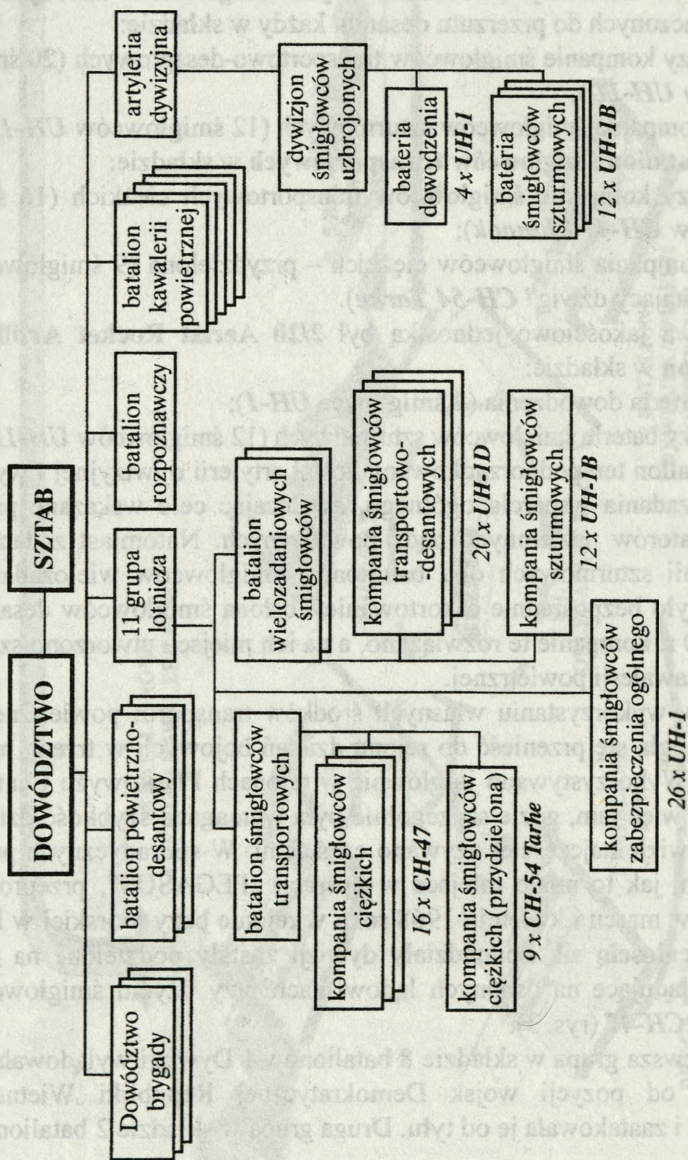 DOWÓDZTWO
SZTAB
Dowództwo
brygady
batalion powietrzno-
desantowy
11 grupa
lotnicza
batalion
rozpoznawczy
batalion
kawalerii
powietrznej
artyleria
dywizyjna
batalion śmigłowców
transportowych
batalion
wielozadaniowych
śmigłowców
dywizjon
śmigłowców
uzbrojonych
kompaia śmigłowców
ciężkich
16 x CH-47
kompania śmigłowców
transportowo-
-desantowych
20 x UH-1D
bataria
dowodzenia
4 x UH-1
bateria
śmigłowców
szturmowych
12 x UH-1B
kompania śmigłowców
ciężkich (przydzielona)
9 x CH-54 Tarhe
kompania śmigłowców
szturmowych
12 x UH-1B
kompania śmigłowców
zabezpieczenia ogólnego
26 x UH-1